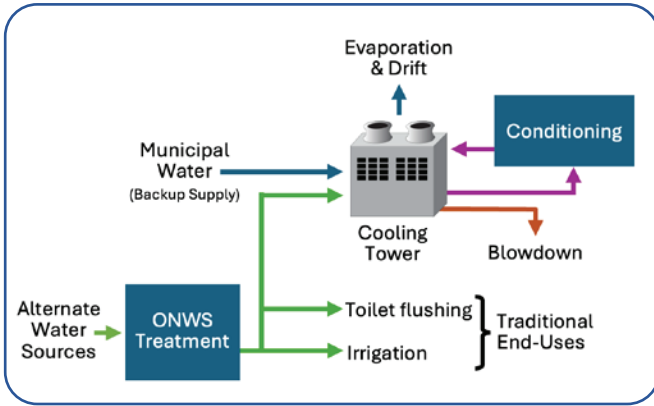 Evaporation
& Drift
Conditioning
Municipal
Water
(Backup Supply)
Cooling
Tower
Blowdown
Alternate
Water
Sources
ONWS
Treatment
Toilet flushing
Irrigation
Traditional
End-Uses